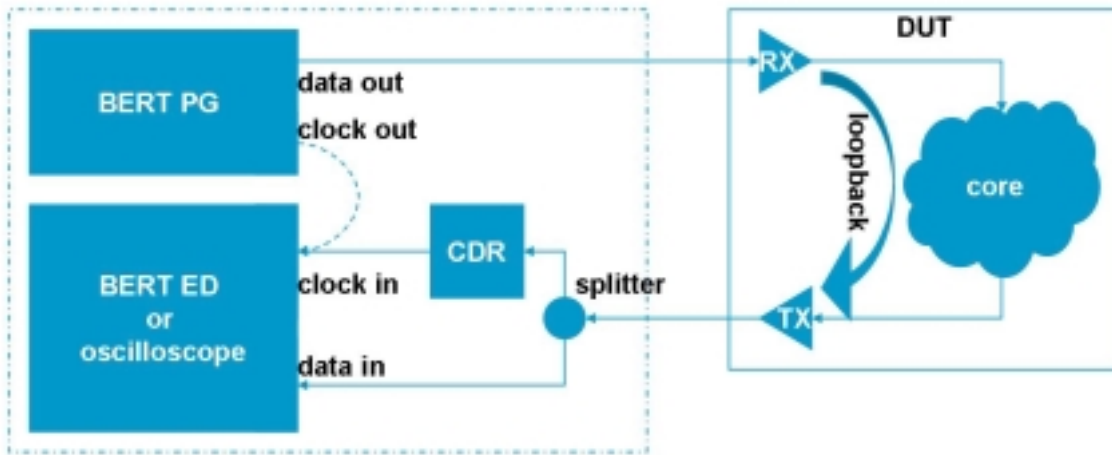 DUT
RX
BERT PG
data out
clock out
loopback
core
CDR
BERT ED
or
oscilloscope
clock in
splitter
TX
data in